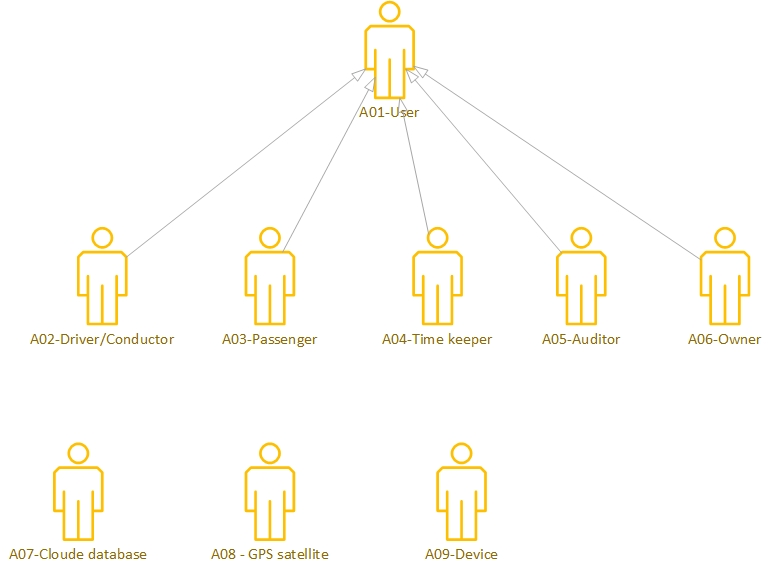 A01-User
A02-Driver/Conductor
A03-Passenger
A04-Time keeper
A05-Auditor
A06-Owner
A07-Cloude database
A08 - GPS satellite
A09-Device